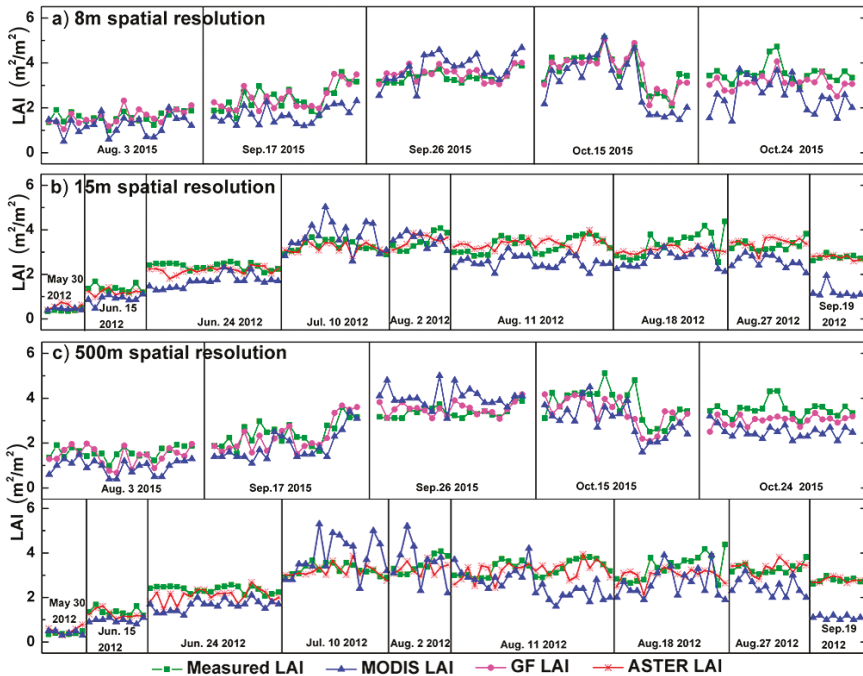 a) 8m spatial resolution
LAI (m²/m²)
6
4
2
0
Aug. 3 2015
Sep.17 2015
Sep.26 2015
Oct.15 2015
Oct.24 2015
b) 15m spatial resolution
LAI (m²/m²)
6
4
2
0
May 30
2012
Jun. 15
2012
Jun. 24 2012
Jul. 10 2012
Aug. 2 2012
Aug. 11 2012
Aug.18 2012
Aug.27 2012
Sep.19
2012
c) 500m spatial resolution
LAI (m²/m²)
6
4
2
0
Aug. 3 2015
Sep.17 2015
Sep.26 2015
Oct.15 2015
Oct.24 2015
6
4
2
0
May 30
2012
Jun. 15
2012
Jun. 24 2012
Jul. 10 2012
Aug. 2 2012
Aug. 11 2012
Aug.18 2012
Aug.27 2012
Sep.19
2012
Measured LAI MODIS LAI GF LAI ASTER LAI